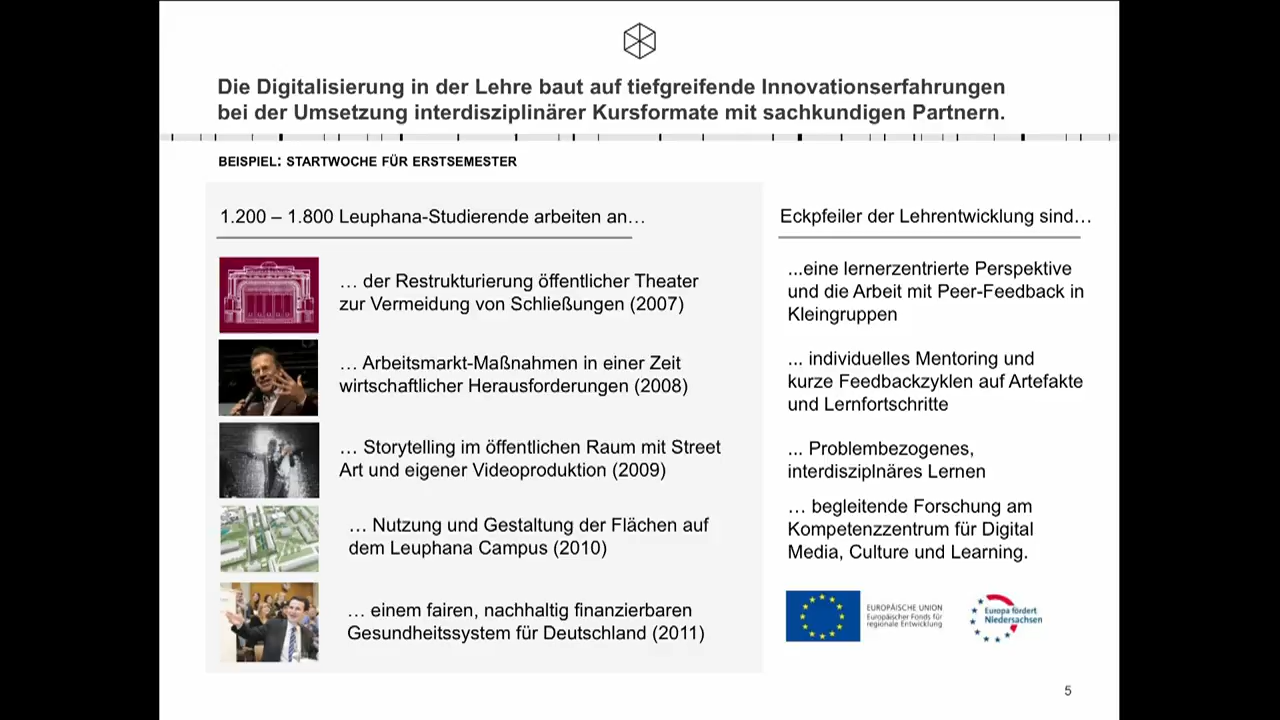 Die Digitalisierung in der Lehre baut auf tiefgreifende Innovationserfahrungen
bei der Umsetzung interdisziplinärer Kursformate mit sachkundigen Partnern.
BEISPIEL: STARTWOCHE FÜR ERSTSEMESTER
1.200 – 1.800 Leuphana-Studierende arbeiten an…
… der Restrukturierung öffentlicher Theater
zur Vermeidung von Schließungen (2007)
… Arbeitsmarkt-Maßnahmen in einer Zeit
wirtschaftlicher Herausforderungen (2008)
… Storytelling im öffentlichen Raum mit Street
Art und eigener Videoproduktion (2009)
… Nutzung und Gestaltung der Flächen auf
dem Leuphana Campus (2010)
… einem fairen, nachhaltig finanzierbaren
Gesundheitssystem für Deutschland (2011)
Eckpfeiler der Lehrentwicklung sind…
...eine lernerzentrierte Perspektive
und die Arbeit mit Peer-Feedback in
Kleingruppen
... individuelles Mentoring und
kurze Feedbackzyklen auf Artefakte
und Lernfortschritte
... Problembezogenes,
interdisziplnäres Lernen
… begleitende Forschung am
Kompetenzzentrum für Digital
Media, Culture und Learning.
EUROPÄISCHE UNION
Europäischer Fonds für
regionale Entwicklung
Europa fördert
Niedersachsen
5